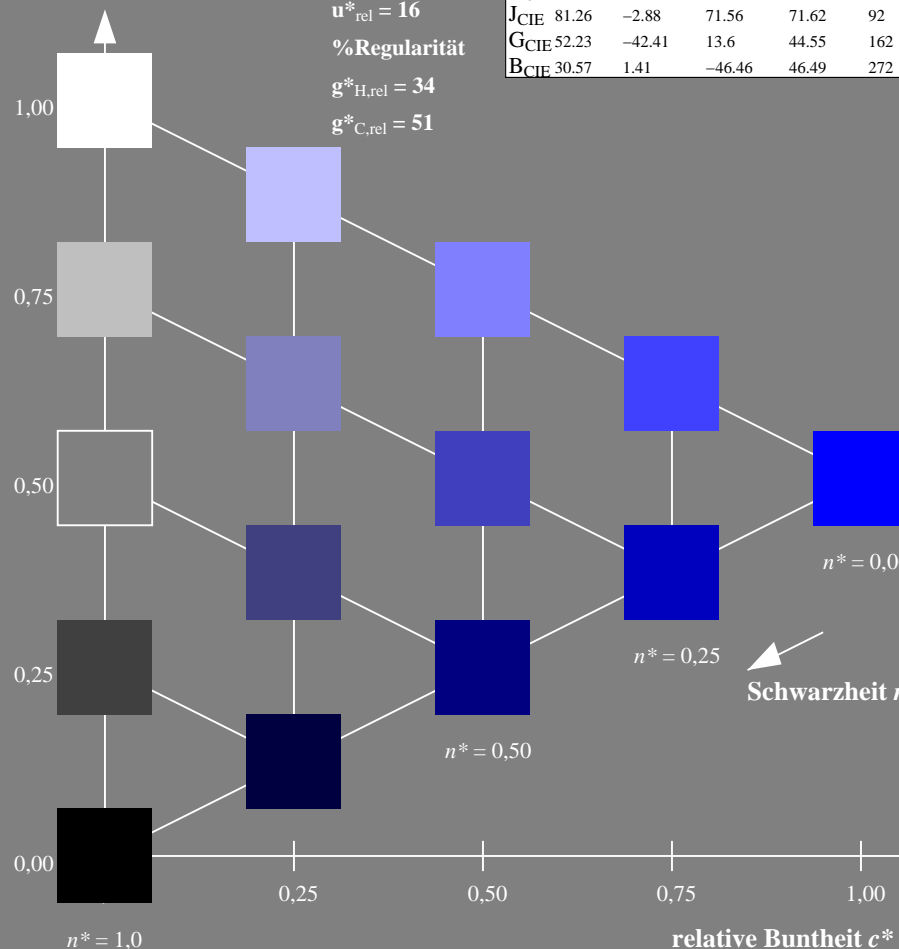 u*rel = 16
%Regularität
g*H,rel = 34
g*C,rel = 51
JCIE 81.26 −2.88 71.56 71.62 92
GCIE 52.23 −42.41 13.6 44.55 162
BCIE 30.57 1.41 −46.46 46.49 272
1,00
0,75
0,50
n* = 0,0
n* = 0,25
0,25
Schwarzheit n
n* = 0,50
0,00
0,25 0,50 0,75 1,00
n* = 1,0
relative Buntheit c*